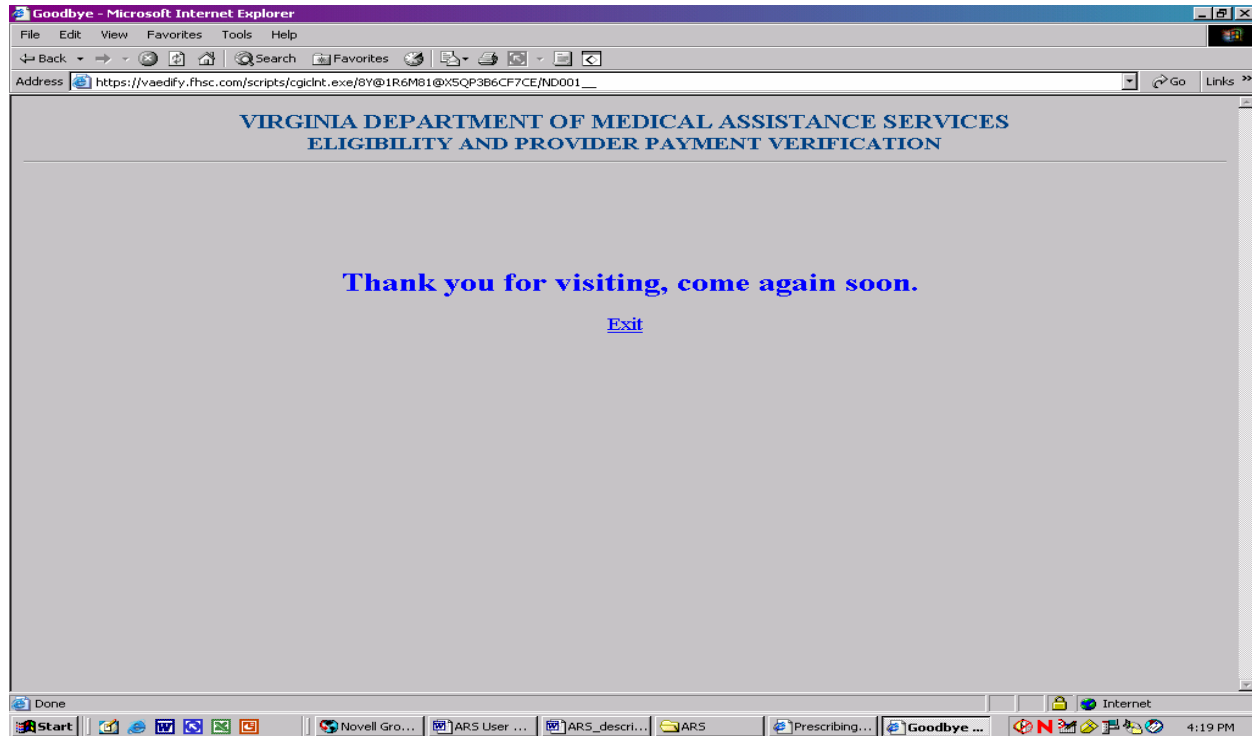 Goodbye - Microsoft Internet Explorer
File Edit View Favorites Tools Help
Back Search Favorites
Address https://vaedify.fhsc.com/scripts/cgiclnt.exe/8Y@1R6M81@X5QP3B6CF7CE/ND001__ Go Links »
VIRGINIA DEPARTMENT OF MEDICAL ASSISTANCE SERVICES
ELIGIBILITY AND PROVIDER PAYMENT VERIFICATION
Thank you for visiting, come again soon.
Exit
Done Internet
Start Novell Gro... ARS User ... ARS_descri... ARS Prescribing... Goodbye ... 4:19 PM